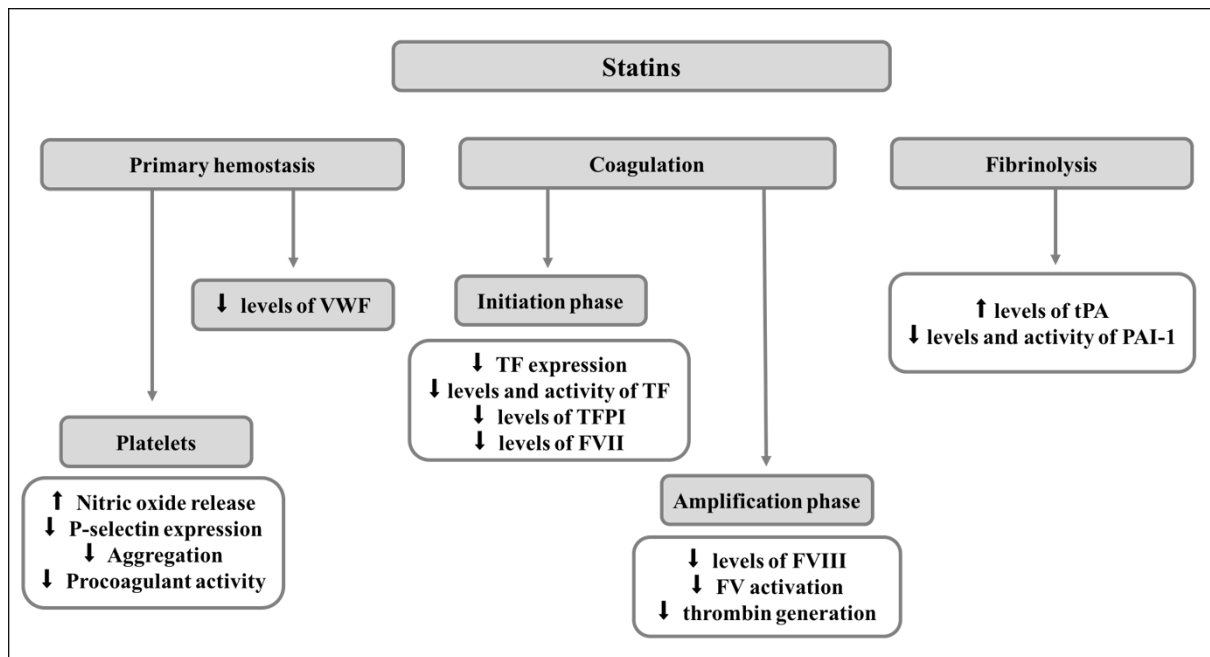 Statins
Primary hemostasis
Coagulation
Fibrinolysis
↓ levels of VWF
Initiation phase
↑ levels of tPA
↓ levels and activity of PAI-1
↓ TF expression
↓ levels and activity of TF
↓ levels of TFPI
↓ levels of FVII
Platelets
↑ Nitric oxide release
↓ P-selectin expression
↓ Aggregation
↓ Procoagulant activity
Amplification phase
↓ levels of FVIII
↓ FV activation
↓ thrombin generation